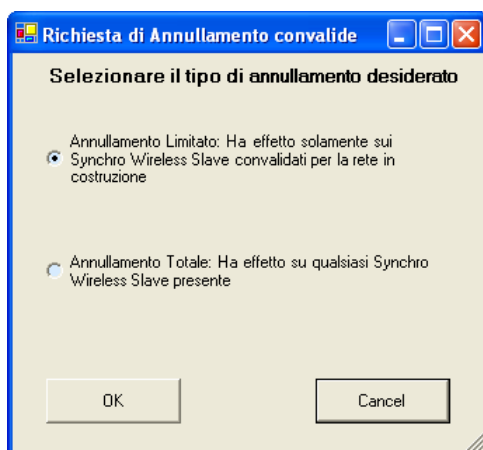 Richiesta di Annullamento convalide
Selezionare il tipo di annullamento desiderato
Annullamento Limitato: Ha effetto solamente sui
Synchro Wireless Slave convalidati per la rete in
costruzione
Annullamento Totale: Ha effetto su qualsiasi Synchro
Wireless Slave presente
OK
Cancel